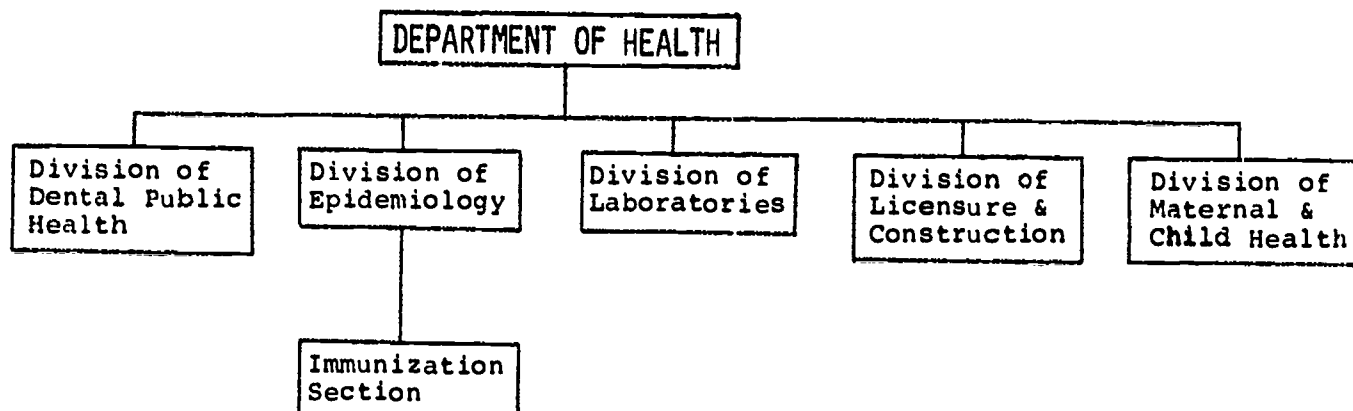 DEPARTMENT OF HEALTH
Division of
Dental Public
Health
Division of
Epidemiology
Division of
Laboratories
Division of
Licensure &
Construction
Division of
Maternal &
Child Health
Immunization
Section